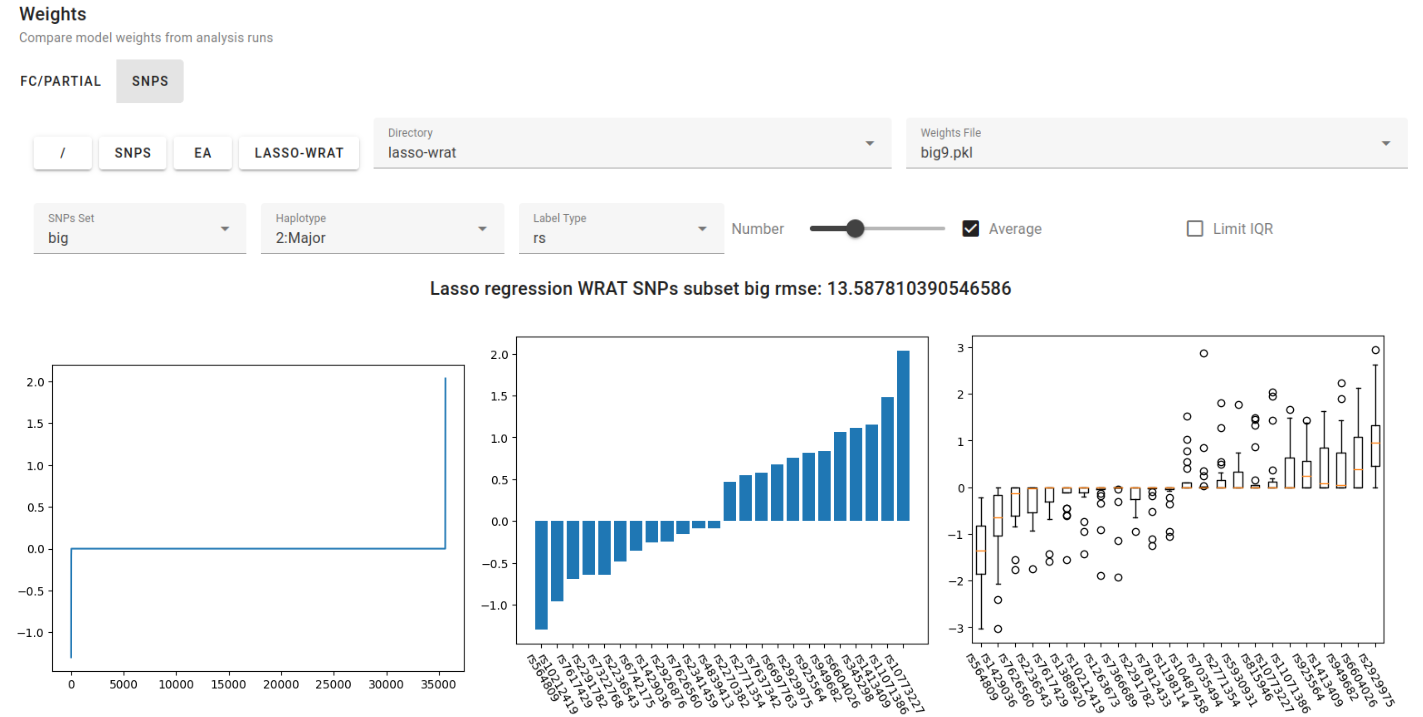 Weights
Compare model weights from analysis runs
FC/PARTIAL SNPS
/ SNPS EA LASSO-WRAT
Directory
lasso-wrat
Weights File
big9.pkl
SNPs Set
big
Haplotype
2:Major
Label Type
rs
Number
Average
Limit IQR
Lasso regression WRAT SNPs subset big rmse: 13.587810390546586
2.0
1.5
1.0
0.5
0.0
−0.5
−1.0
0 5000 10000 15000 20000 25000 30000 35000
2.0
1.5
1.0
0.5
0.0
−0.5
−1.0
rs564809
rs10212419
rs7617429
rs2291782
rs7322768
rs2236543
rs6742175
rs1429036
rs2926876
rs7626560
rs2341459
rs4839413
rs2270382
rs2771354
rs7637342
rs6697763
rs2929975
rs925564
rs949682
rs6604026
rs345298
rs1413409
rs11071386
rs10773227
3
2
1
0
−1
−2
−3
rs564809
rs1429036
rs7626560
rs2236543
rs7617429
rs1388920
rs10212419
rs263673
rs7366689
rs2291782
rs7812433
rs1198114
rs10487458
rs7035494
rs2771354
rs5930931
rs815946
rs10773227
rs11071386
rs925564
rs1413409
rs949682
rs6604026
rs2929975